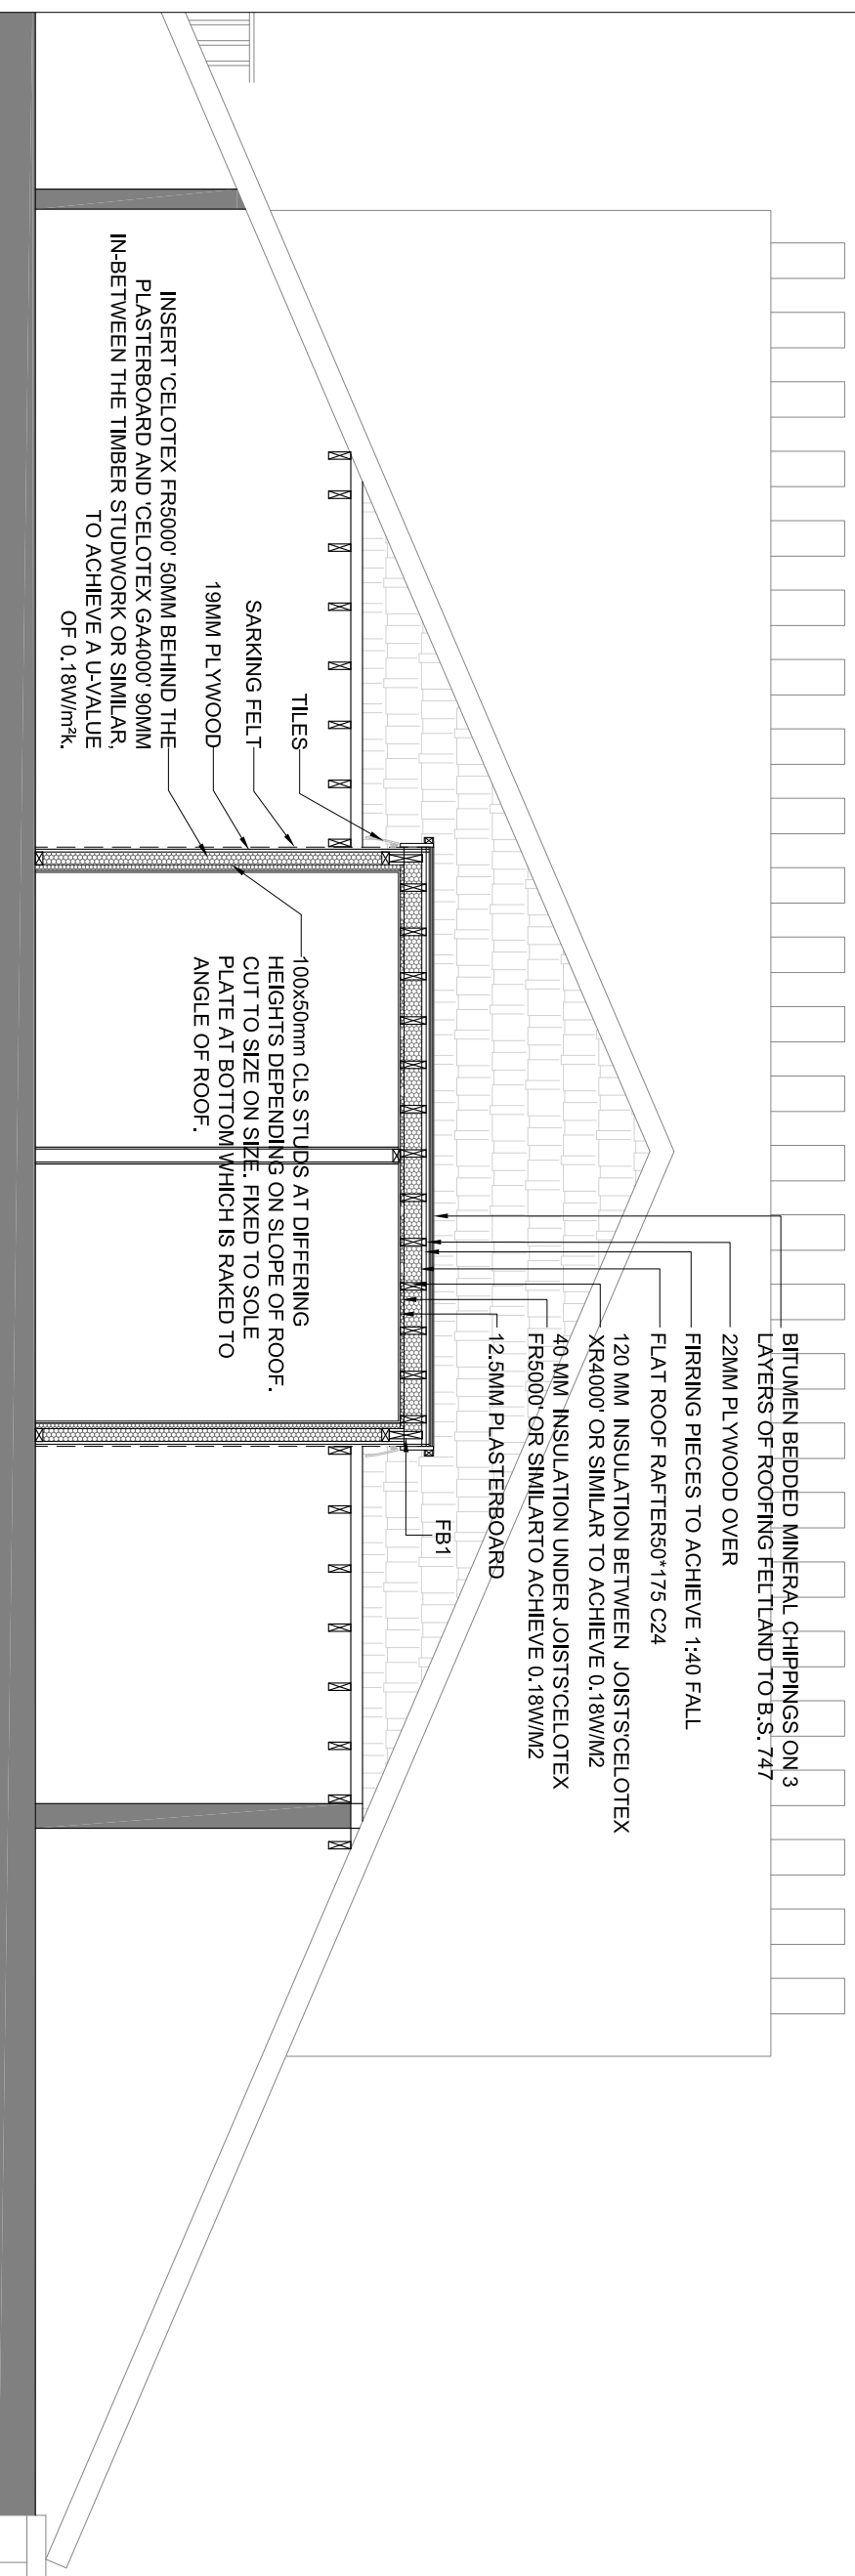 BITUMEN BEDDED MINERAL CHIPPINGS ON 3
LAYERS OF ROOFING FELTLAND TO B.S. 747
22MM PLYWOOD OVER
FIRRING PIECES TO ACHIEVE 1:40 FALL
FLAT ROOF RAFTER50*175 C24
120 MM INSULATION BETWEEN JOISTS'CELOTEX
XR4000' OR SIMILAR TO ACHIEVE 0.18W/M2
40 MM INSULATION UNDER JOISTS'CELOTEX
FR5000' OR SIMILARTO ACHIEVE 0.18W/M2
12.5MM PLASTERBOARD
FB1
TILES
SARKING FELT
19MM PLYWOOD
INSERT 'CELOTEX FR5000' 50MM BEHIND THE
PLASTERBOARD AND 'CELOTEX GA4000' 90MM
IN-BETWEEN THE TIMBER STUDWORK OR SIMILAR,
TO ACHIEVE A U-VALUE
OF 0.18W/m²k.
100x50mm CLS STUDS AT DIFFERING
HEIGHTS DEPENDING ON SLOPE OF ROOF.
CUT TO SIZE ON SIZE. FIXED TO SOLE
PLATE AT BOTTOM WHICH IS RAKED TO
ANGLE OF ROOF.